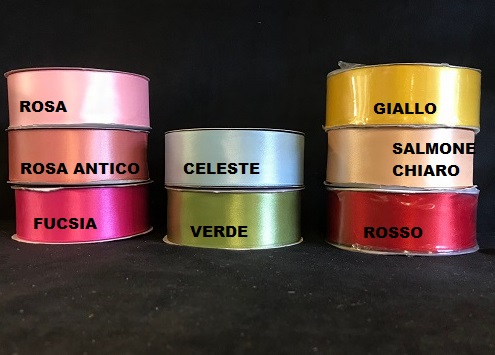 ROSA
ROSA ANTICO
FUCSIA
CELESTE
VERDE
GIALLO
SALMONE
CHIARO
ROSSO